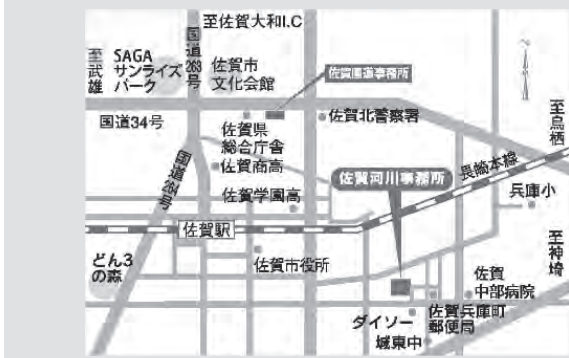 至佐賀大和I.C
国道263号
至武雄
SAGA
サンライズ
パーク
佐賀市
文化会館
佐賀国道事務所
国道34号
佐賀県
総合庁舎
佐賀北警察署
至鳥栖
佐賀商高
国道264号
佐賀河川事務所
長崎本線
佐賀学園高
兵庫小
佐賀駅
どん3
の森
佐賀市役所
至神埼
佐賀
中部病院
ダイソー
佐賀兵庫町
郵便局
城東中